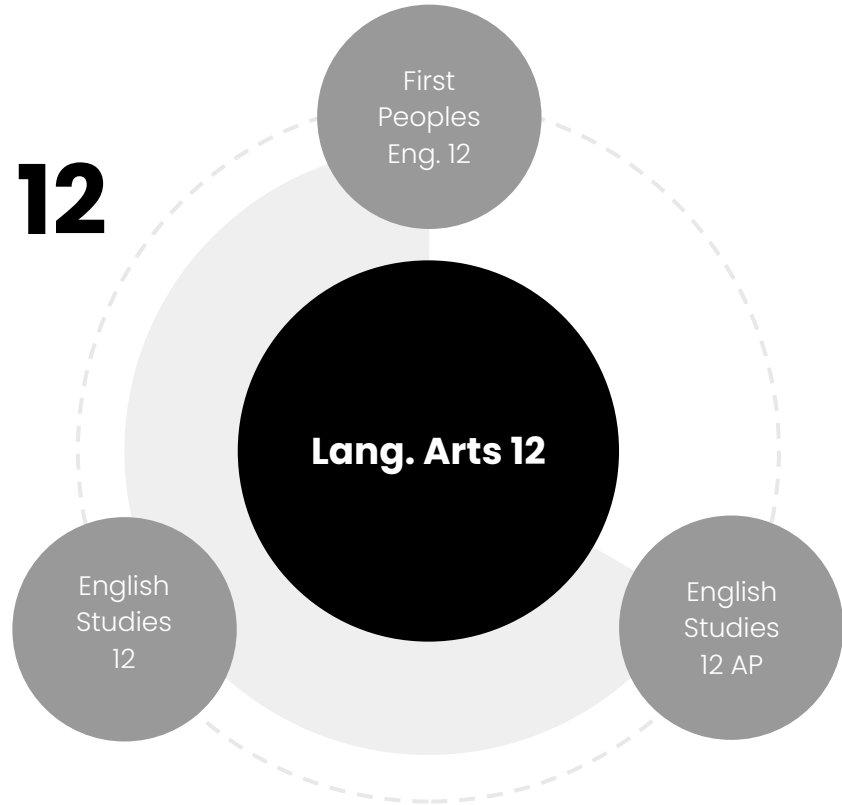 First
Peoples
Eng. 12
12
Lang. Arts 12
English
Studies
12
English
Studies
12 AP